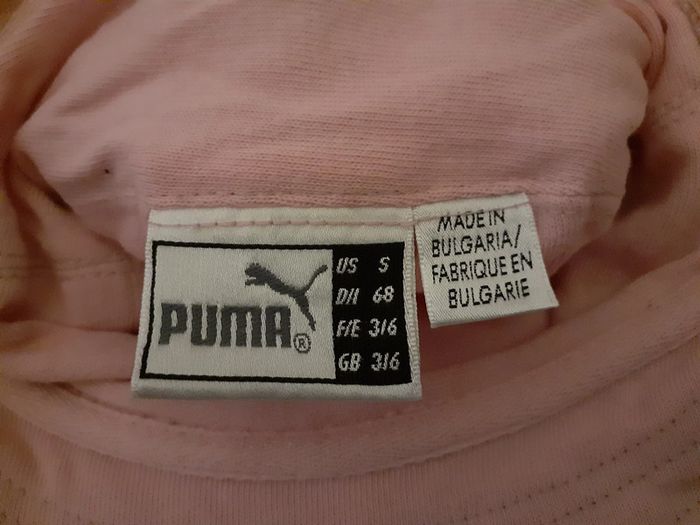 PUMA®
US S
D/I 68
F/E 3/6
GB 3/6
MADE IN
BULGARIA/
FABRIQUE EN
BULGARIE